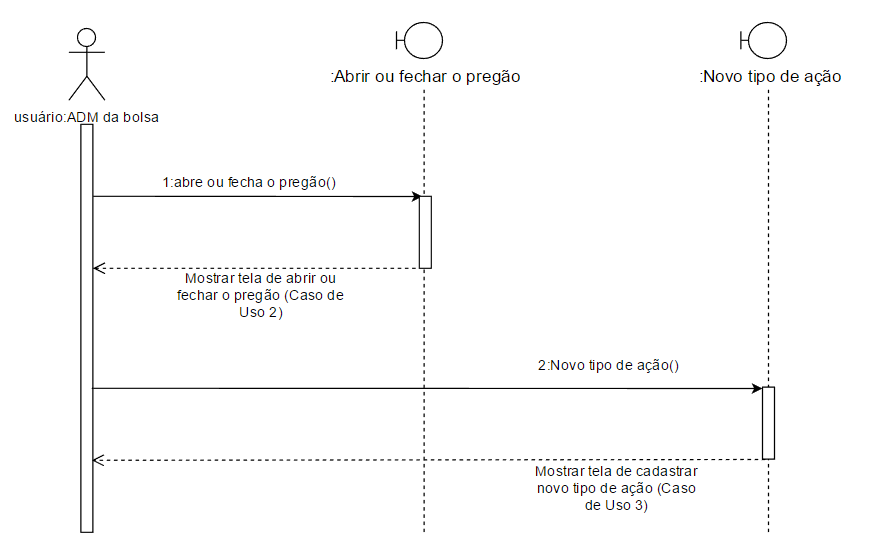 :Abrir ou fechar o pregão
:Novo tipo de ação
usuário:ADM da bolsa
1:abre ou fecha o pregão()
Mostrar tela de abrir ou
fechar o pregão (Caso de
Uso 2)
2:Novo tipo de ação()
Mostrar tela de cadastrar
novo tipo de ação (Caso
de Uso 3)